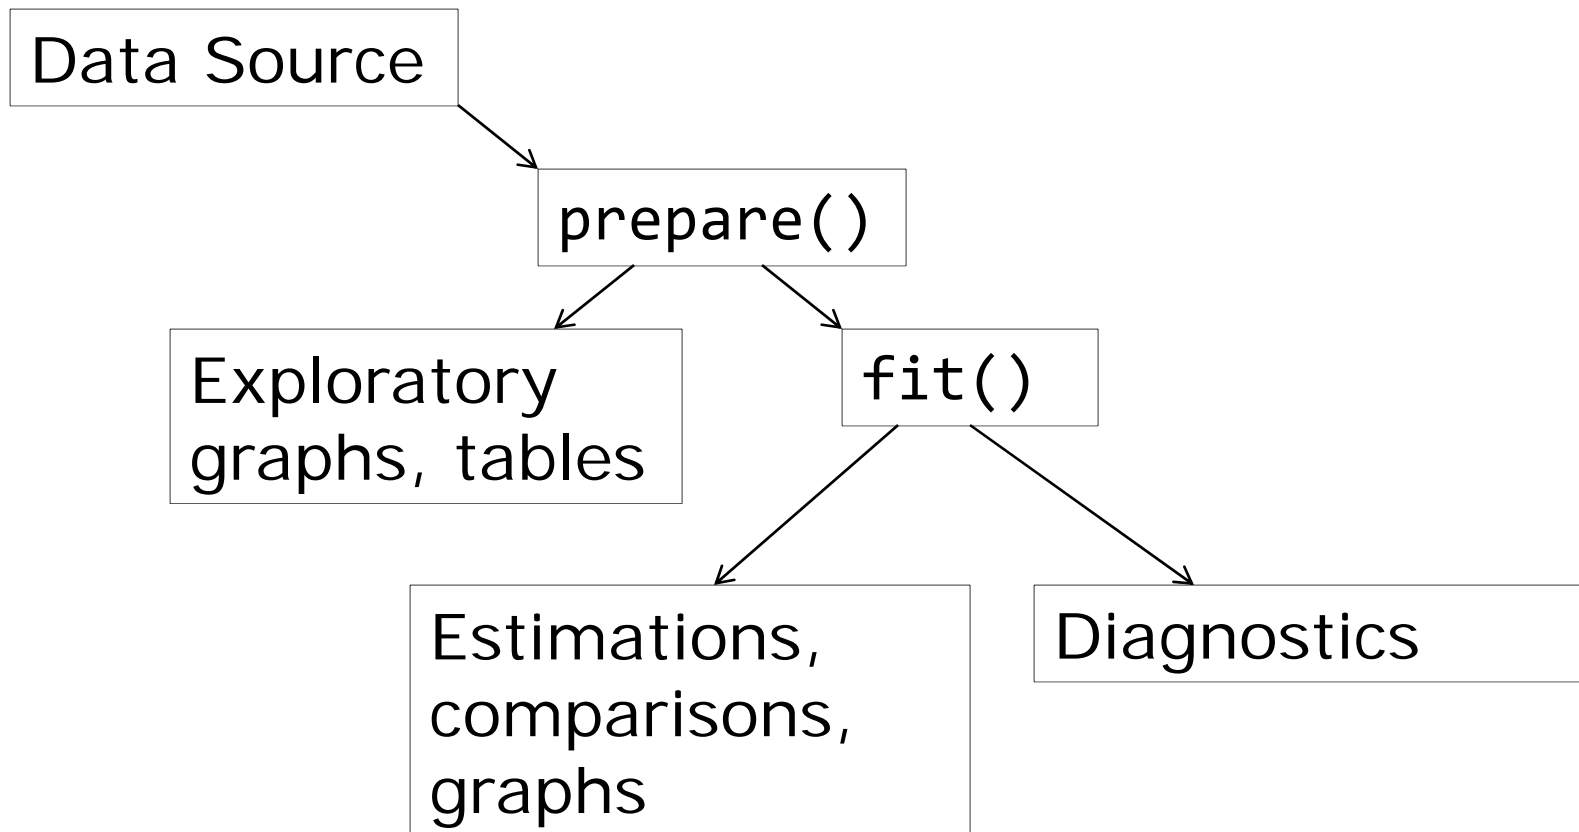 Data Source
prepare()
Exploratory
graphs, tables
fit()
Estimations,
comparisons,
graphs
Diagnostics